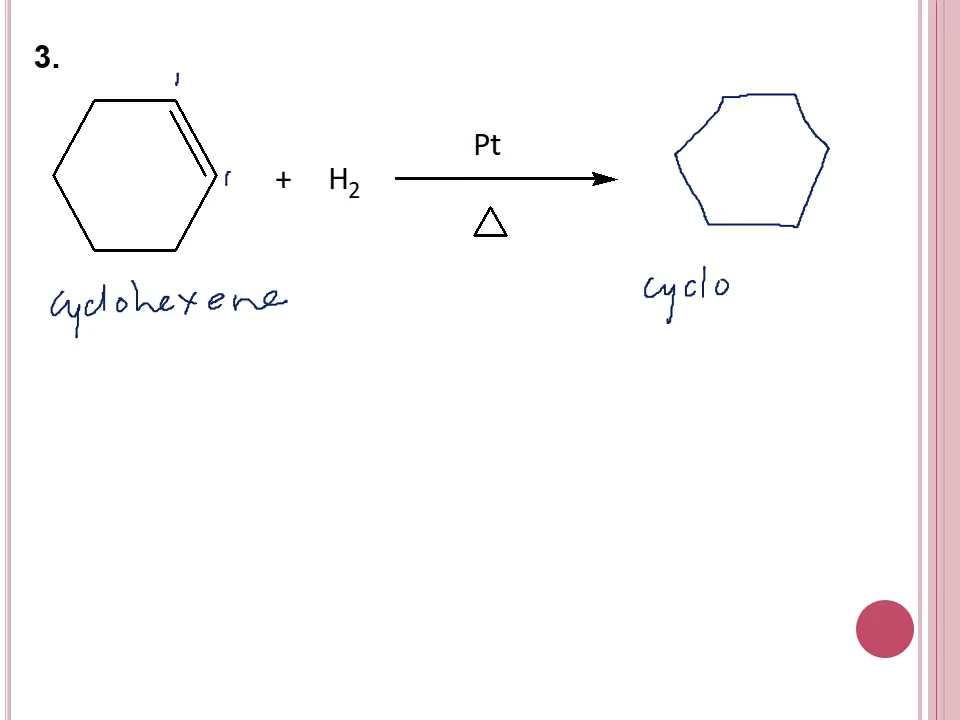 3.
Pt
+ H₂
△
cyclohexene
cyclo